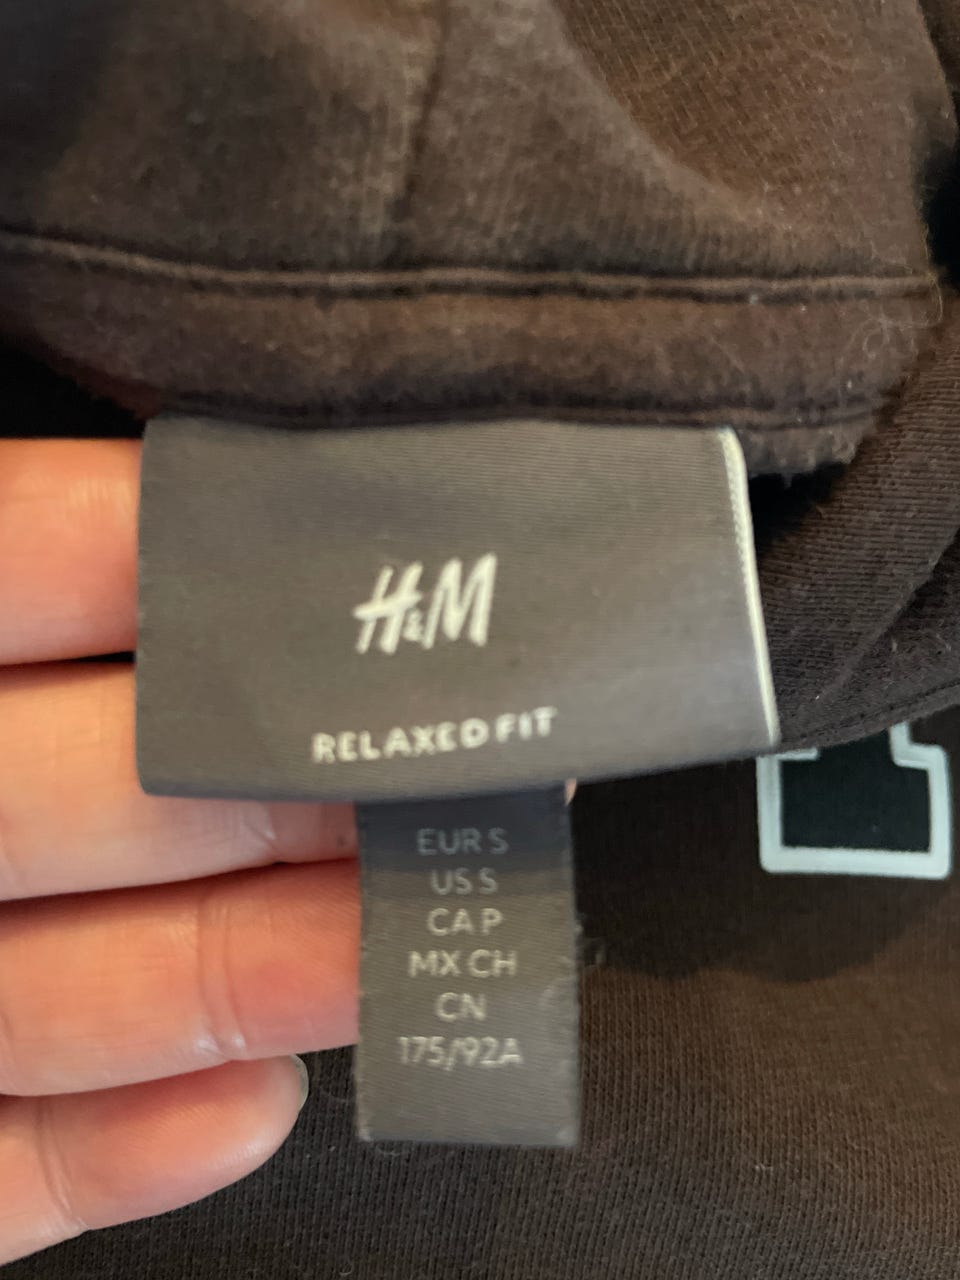 H&M
RELAXED FIT
EUR S
US S
CA P
MX CH
CN
175/92A